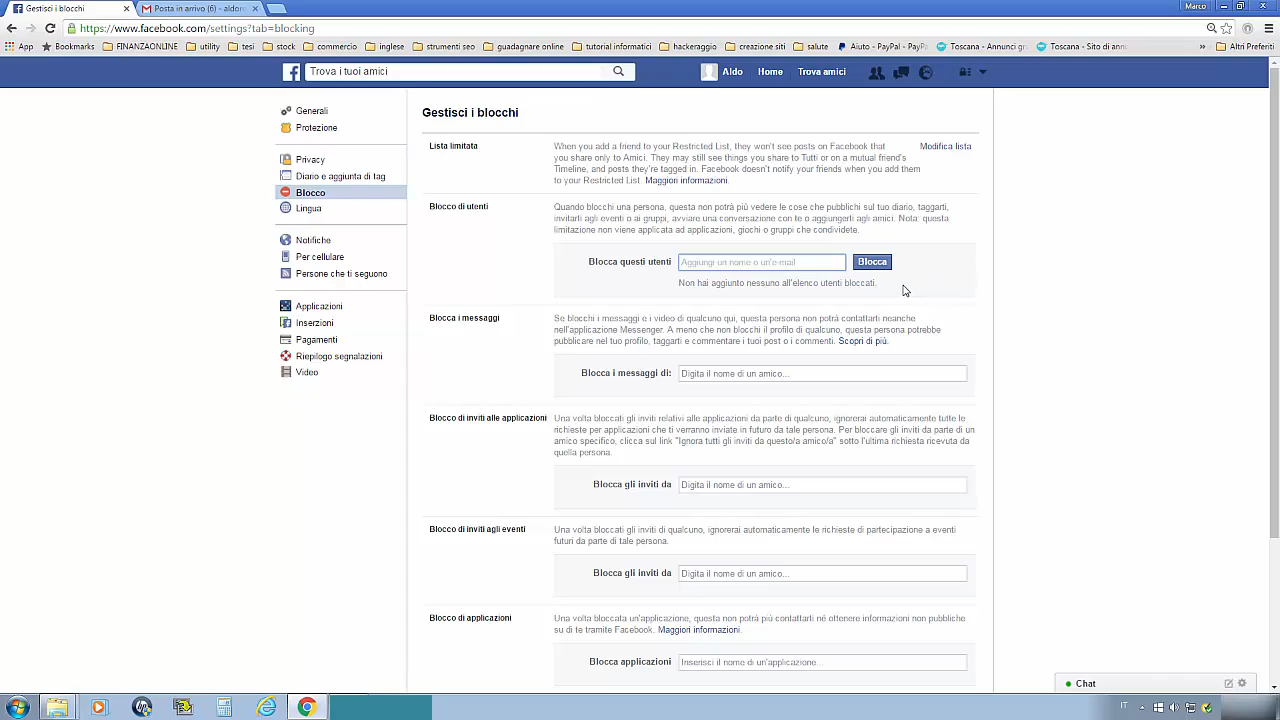 Gestisci i blocchi
Posta in arrivo (6) - aldor
Marco
https://www.facebook.com/settings?tab=blocking
App Bookmarks FINANZAONLINE utility tesi stock commercio inglese strumenti seo guadagnare online tutorial informatici hackeraggio creazione siti salute Aiuto - PayPal - PayPa Toscana - Annunci gr Toscana - Sito di ann » Altri Preferiti
Trova i tuoi amici
Aldo Home Trova amici
Generali
Protezione
Privacy
Diario e aggiunta di tag
Blocco
Lingua
Notifiche
Per cellulare
Persone che ti seguono
Applicazioni
Inserzioni
Pagamenti
Riepilogo segnalazioni
Video
Gestisci i blocchi
Lista limitata
When you add a friend to your Restricted List, they won't see posts on Facebook that
you share only to Amici. They may still see things you share to Tutti or on a mutual friend's
Timeline, and posts they're tagged in. Facebook doesn't notify your friends when you add them
to your Restricted List. Maggiori informazioni.
Modifica lista
Blocco di utenti
Quando blocchi una persona, questa non potrà più vedere le cose che pubblichi sul tuo diario, taggarti,
invitarti agli eventi o ai gruppi, avviare una conversazione con te o aggiungerti agli amici. Nota: questa
limitazione non viene applicata ad applicazioni, giochi o gruppi che condividete.
Blocca questi utenti Aggiungi un nome o un'e-mail Blocca
Non hai aggiunto nessuno all'elenco utenti bloccati.
Blocca i messaggi
Se blocchi i messaggi e i video di qualcuno qui, questa persona non potrà contattarti neanche
nell'applicazione Messenger. A meno che non blocchi il profilo di qualcuno, questa persona potrebbe
pubblicare nel tuo profilo, taggarti e commentare i tuoi post o i commenti. Scopri di più.
Blocca i messaggi di: Digita il nome di un amico...
Blocco di inviti alle applicazioni
Una volta bloccati gli inviti relativi alle applicazioni da parte di qualcuno, ignorerai automaticamente tutte le
richieste per applicazioni che ti verranno inviate in futuro da tale persona. Per bloccare gli inviti da parte di un
amico specifico, clicca sul link "Ignora tutti gli inviti da questo/a amico/a" sotto l'ultima richiesta ricevuta da
quella persona.
Blocca gli inviti da Digita il nome di un amico...
Blocco di inviti agli eventi
Una volta bloccati gli inviti di qualcuno, ignorerai automaticamente le richieste di partecipazione a eventi
futuri da parte di tale persona.
Blocca gli inviti da Digita il nome di un amico...
Blocco di applicazioni
Una volta bloccata un'applicazione, questa non potrà più contattarti né ottenere informazioni non pubbliche
su di te tramite Facebook. Maggiori informazioni.
Blocca applicazioni Inserisci il nome di un'applicazione...
Chat
IT